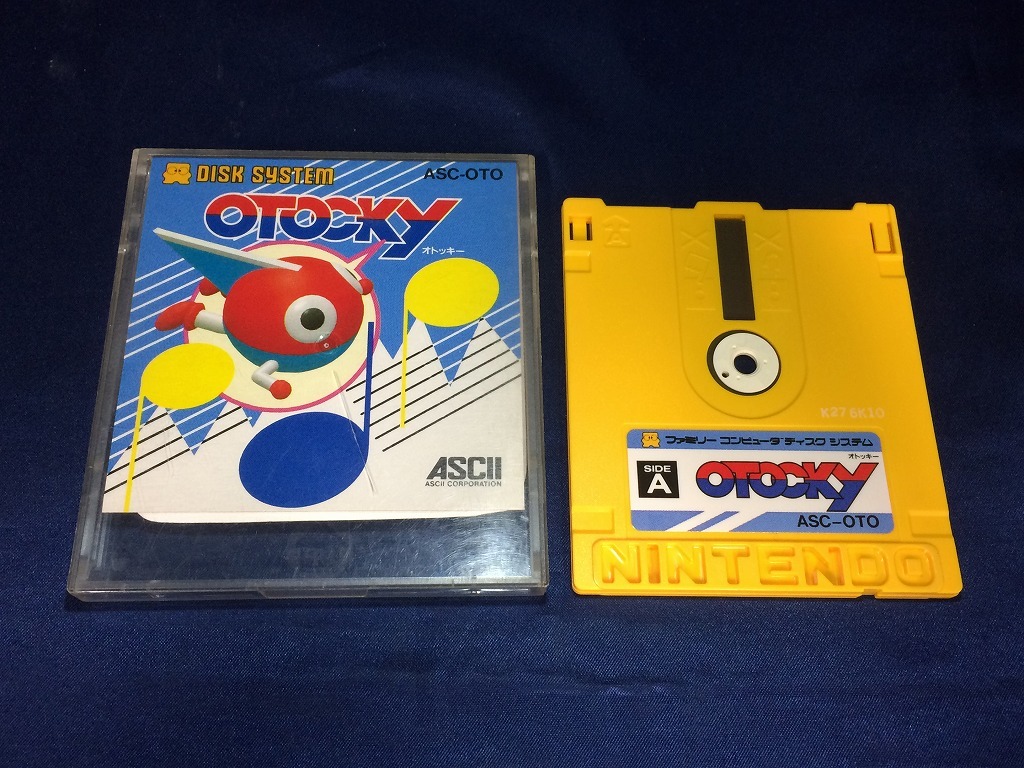 DISK SYSTEM
ASC-OTO
OTOCKY
オトッキー
ASCII
ASCII CORPORATION
K276K10
ファミリー コンピュータ ディスク システム
オトッキー
SIDE
A
OTOCKY
ASC-OTO
NINTENDO